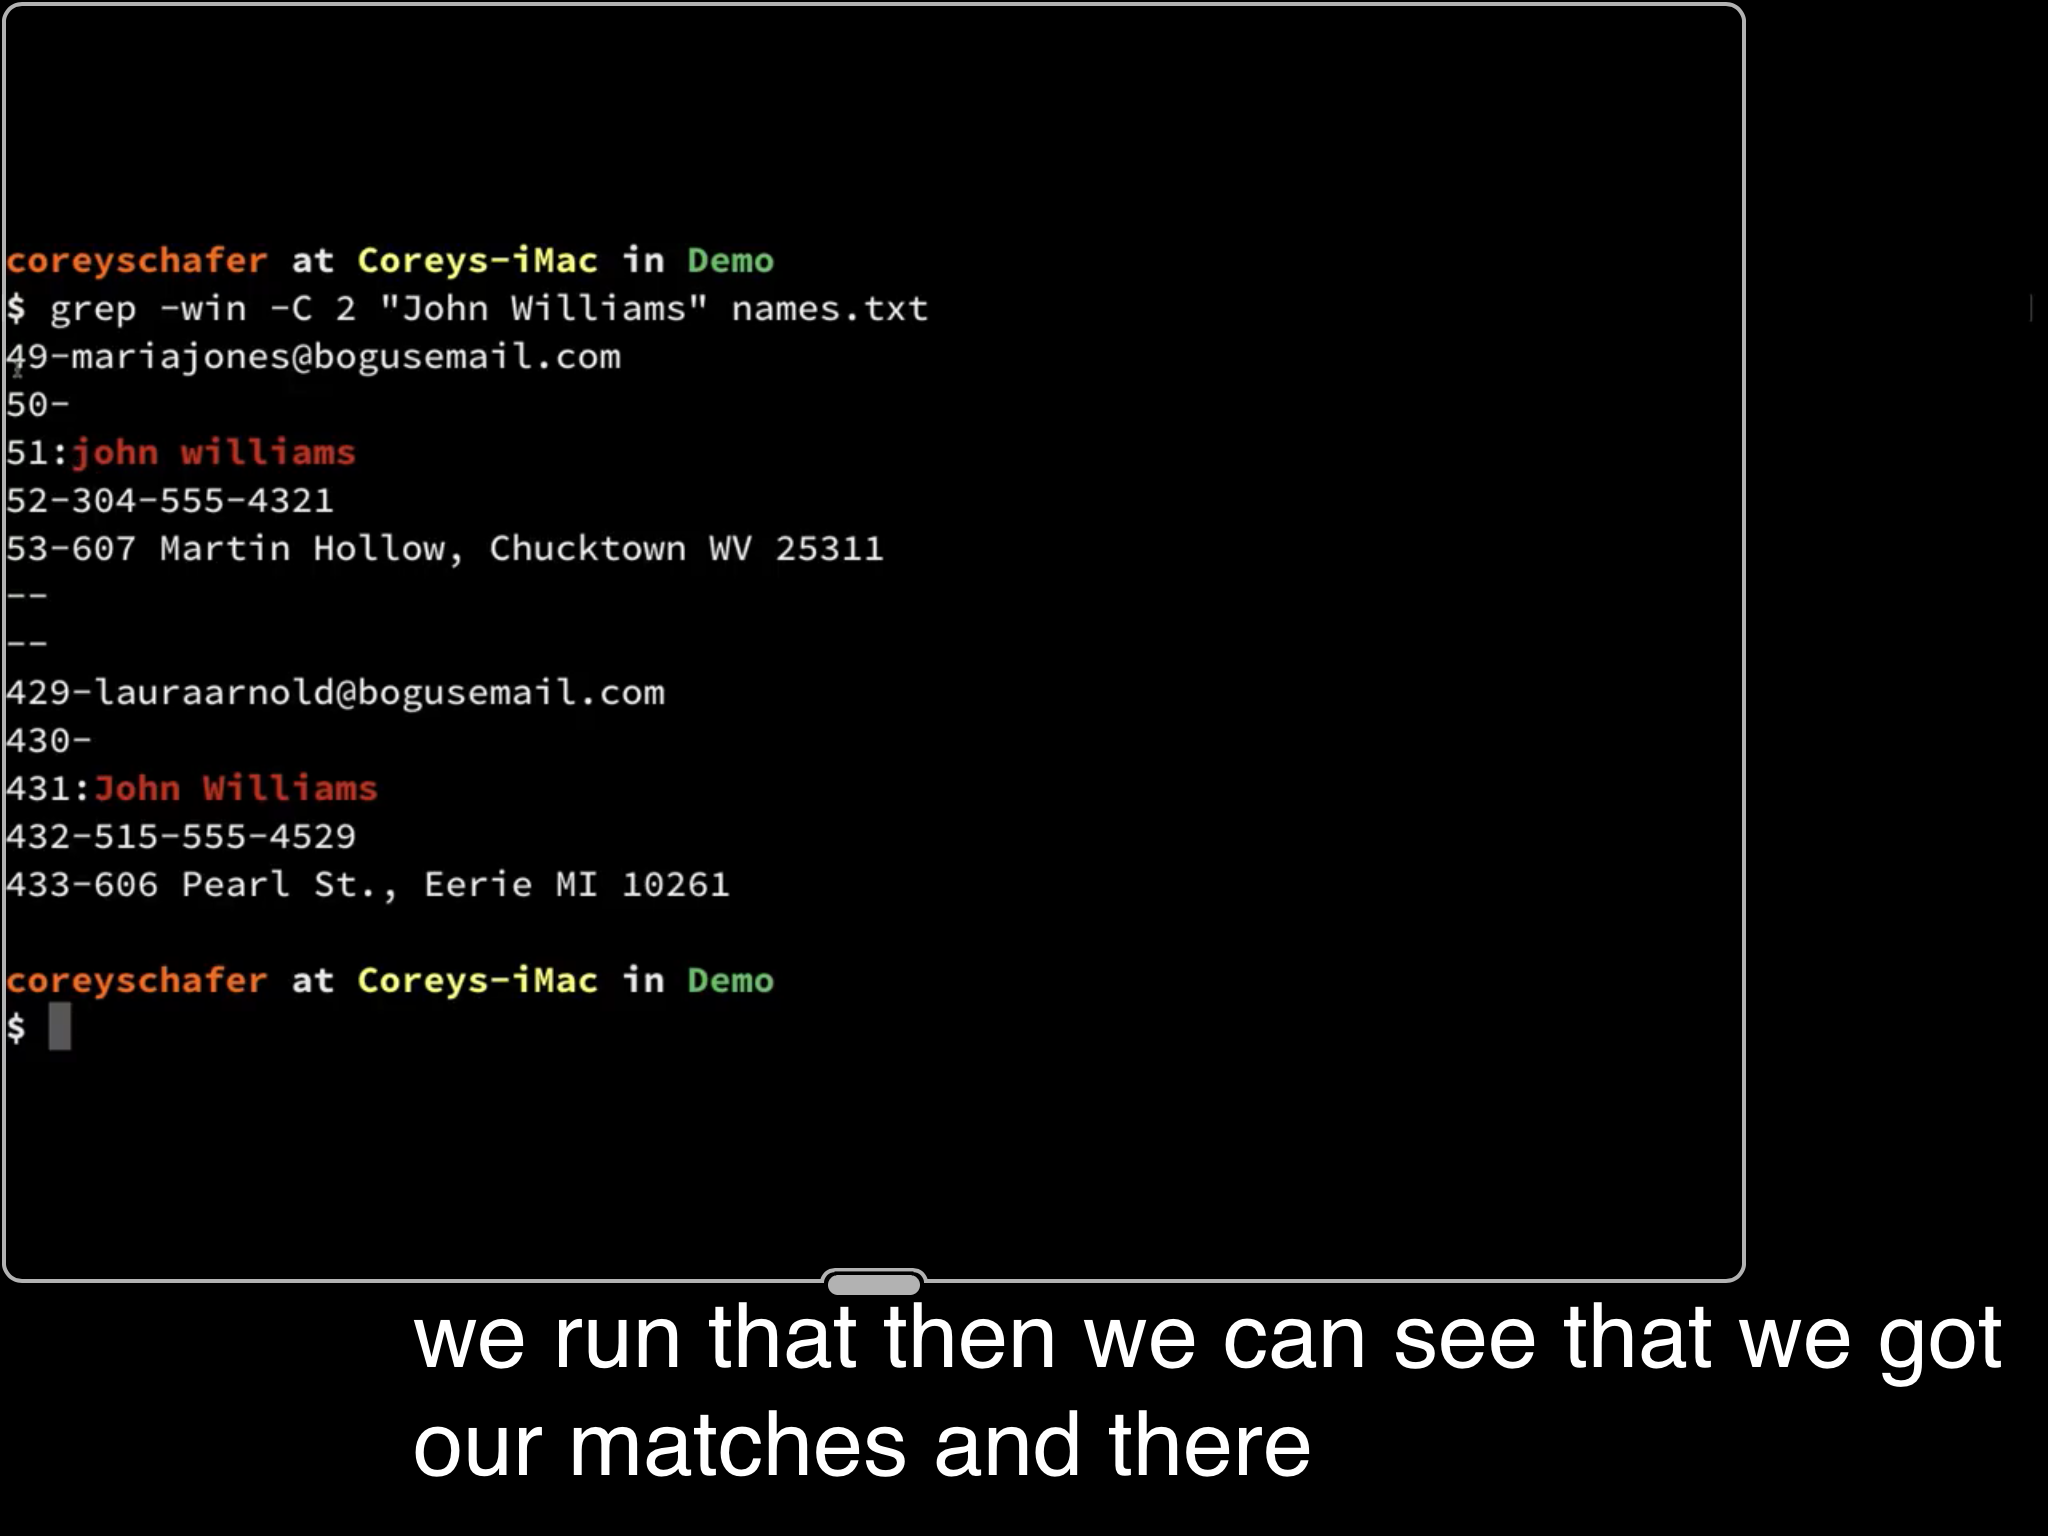 coreyschafer at Coreys-iMac in Demo
$ grep -win -C 2 "John Williams" names.txt
49-mariajones@bogusemail.com
50-
51:john williams
52-304-555-4321
53-607 Martin Hollow, Chucktown WV 25311
--
--
429-lauraarnold@bogusemail.com
430-
431:John Williams
432-515-555-4529
433-606 Pearl St., Eerie MI 10261
coreyschafer at Coreys-iMac in Demo
$
we run that then we can see that we got
our matches and there